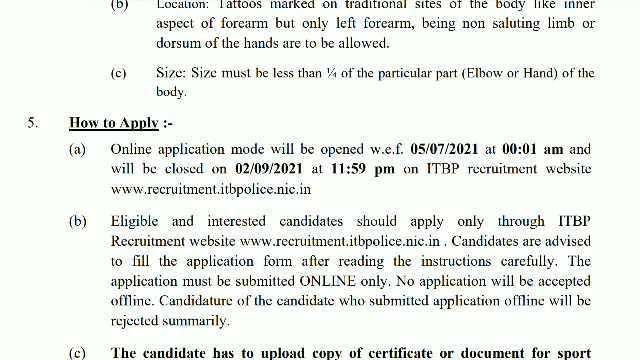 (b) Location: Tattoos marked on traditional sites of the body like inner
aspect of forearm but only left forearm, being non saluting limb or
dorsum of the hands are to be allowed.
(c) Size: Size must be less than ¼ of the particular part (Elbow or Hand) of the
body.
5. How to Apply :-
(a) Online application mode will be opened w.e.f. 05/07/2021 at 00:01 am and
will be closed on 02/09/2021 at 11:59 pm on ITBP recruitment website
www.recruitment.itbpolice.nic.in
(b) Eligible and interested candidates should apply only through ITBP
Recruitment website www.recruitment.itbpolice.nic.in . Candidates are advised
to fill the application form after reading the instructions carefully. The
application must be submitted ONLINE only. No application will be accepted
offline. Candidature of the candidate who submitted application offline will be
rejected summarily.
(c) The candidate has to upload copy of certificate or document for sport